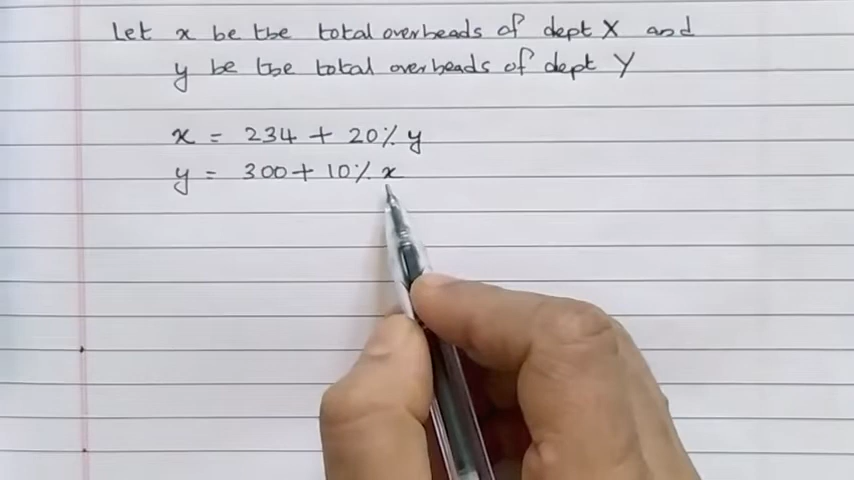 Let x be the total overheads of dept X and
y be the total overheads of dept Y
x = 234 + 20% y
y = 300 + 10% x